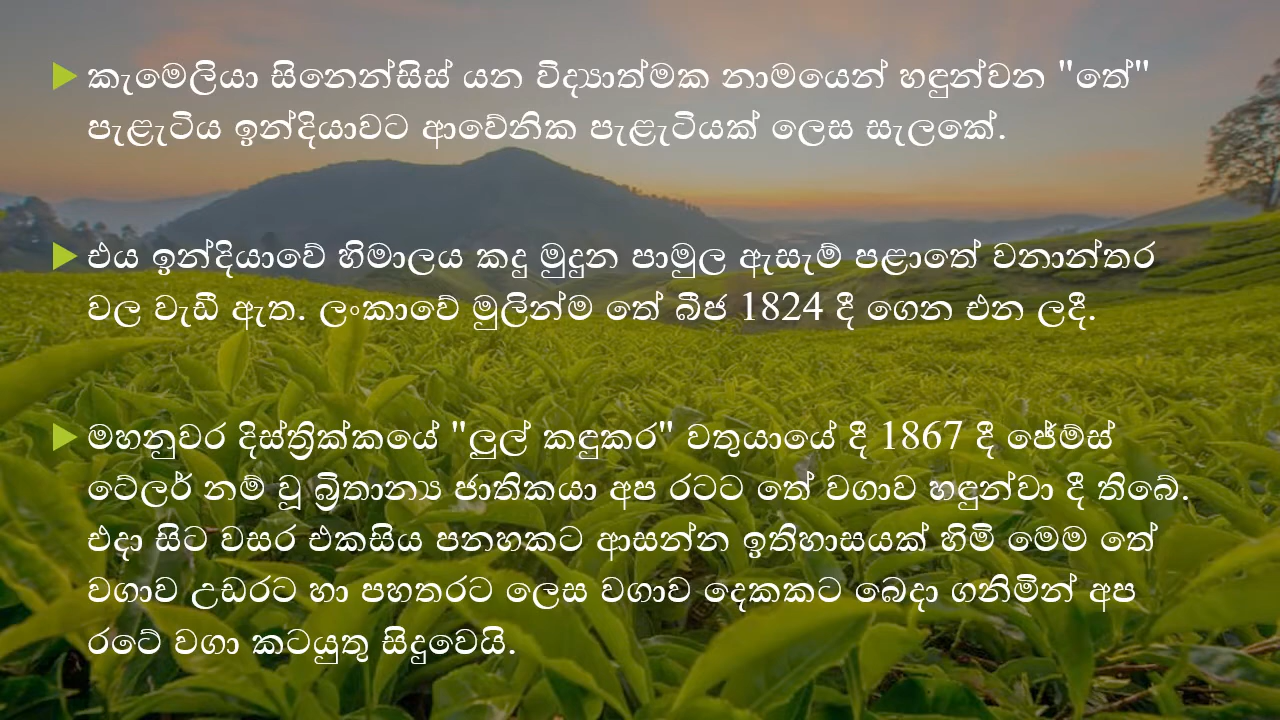 කැමෙලියා සිනෙන්සිස් යන විද්‍යාත්මක නාමයෙන් හඳුන්වන "තේ"
පැළැටිය ඉන්දියාවට ආවේනික පැළැටියක් ලෙස සැලකේ.
එය ඉන්දියාවේ හිමාලය කඳු මුදුන පාමුල ඇසෑම් පළාතේ වනාන්තර
වල වැඩී ඇත. ලංකාවේ මුලින්ම තේ බීජ 1824 දී ගෙන එන ලදී.
මහනුවර දිස්ත්‍රික්කයේ "ලූල් කඳුකර" වතුයායේ දී 1867 දී ජේම්ස්
ටේලර් නම් වූ බ්‍රිතාන්‍ය ජාතිකයා අප රටට තේ වගාව හඳුන්වා දී තිබේ.
එදා සිට වසර එකසිය පනහකට ආසන්න ඉතිහාසයක් හිමි මෙම තේ
වගාව උඩරට හා පහතරට ලෙස වගාව දෙකකට බෙදා ගනිමින් අප
රටේ වගා කටයුතු සිදුවෙයි.